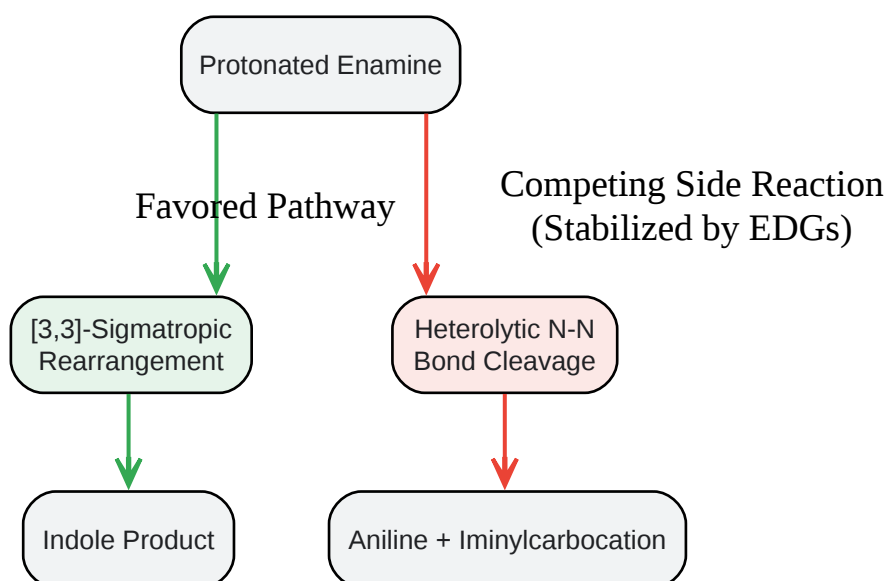 Protonated Enamine
Favored Pathway
Competing Side Reaction
(Stabilized by EDGs)
[3,3]-Sigmatropic
Rearrangement
Heterolytic N-N
Bond Cleavage
Indole Product
Aniline + Iminylcarbocation